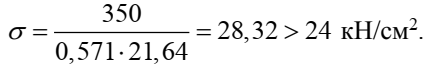 σ = 350 / (0,571 · 21,64) = 28,32 > 24 кН/см².